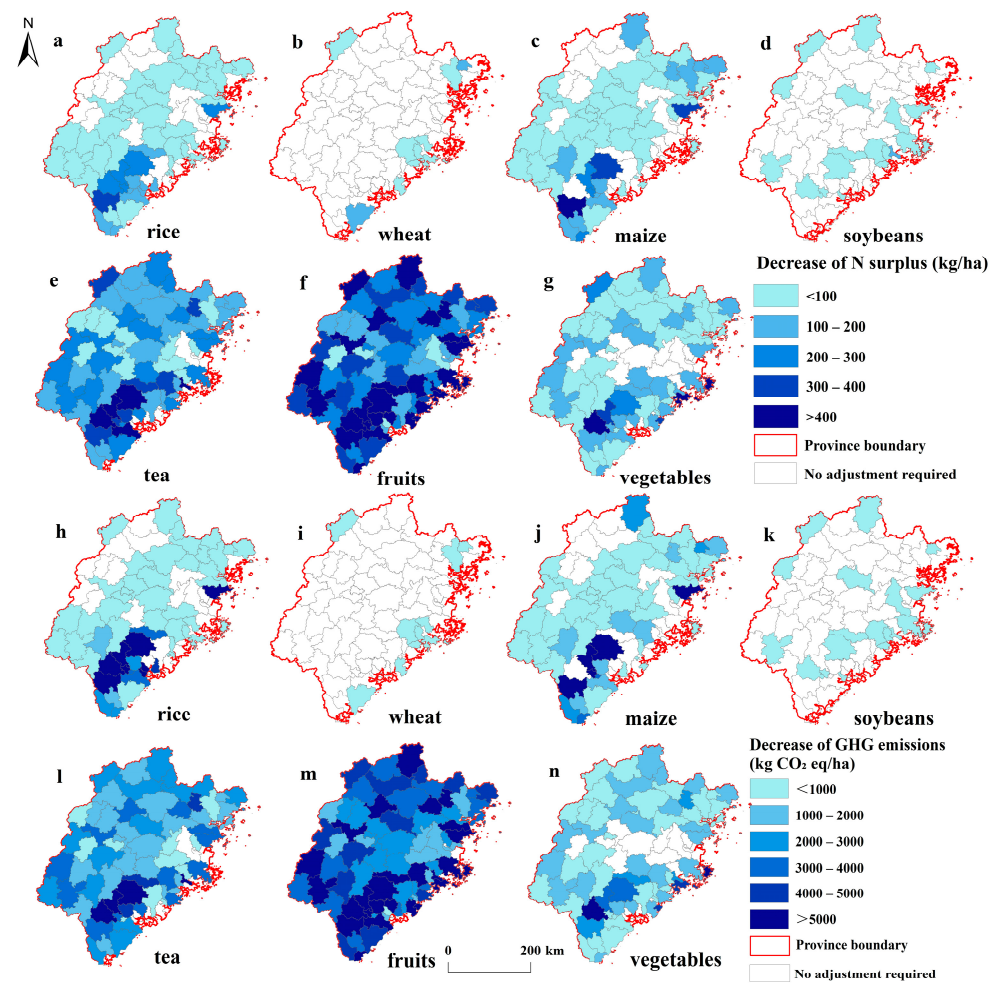 N
a
b
c
d
rice
wheat
maize
soybeans
e
f
g
Decrease of N surplus (kg/ha)
<100
100 – 200
200 – 300
300 – 400
>400
Province boundary
No adjustment required
tea
fruits
vegetables
h
i
j
k
ricc
wheat
maize
soybeans
l
m
n
Decrease of GHG emissions
(kg CO₂ eq/ha)
<1000
1000 – 2000
2000 – 3000
3000 – 4000
4000 – 5000
>5000
Province boundary
No adjustment required
tea
fruits
0 200 km
vegetables